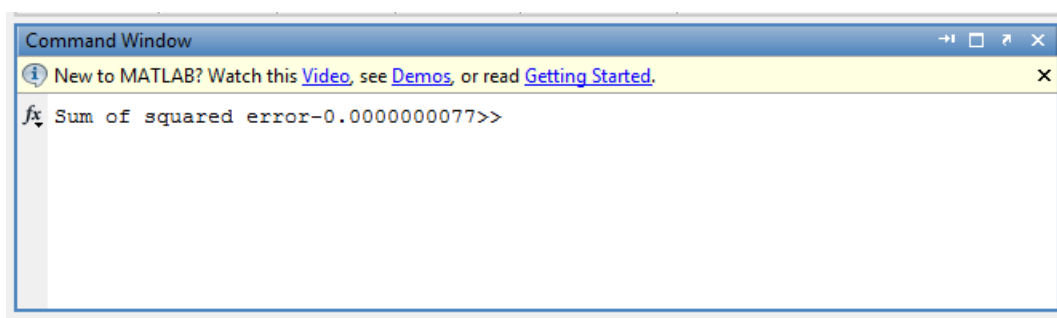 Command Window
New to MATLAB? Watch this Video, see Demos, or read Getting Started.
fx Sum of squared error-0.0000000077>>